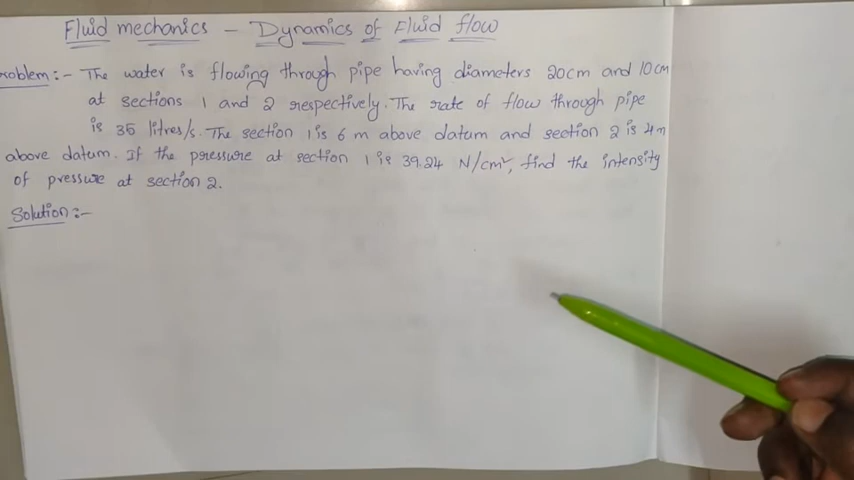 Fluid mechanics - Dynamics of Fluid flow
roblem:- The water is flowing through pipe having diameters 20cm and 10cm
at sections 1 and 2 respectively. The rate of flow through pipe
is 35 litres/s. The section 1 is 6 m above datum and section 2 is 4m
above datum. If the pressure at section 1 is 39.24 N/cm², find the intensity
of pressure at section 2.
Solution:-